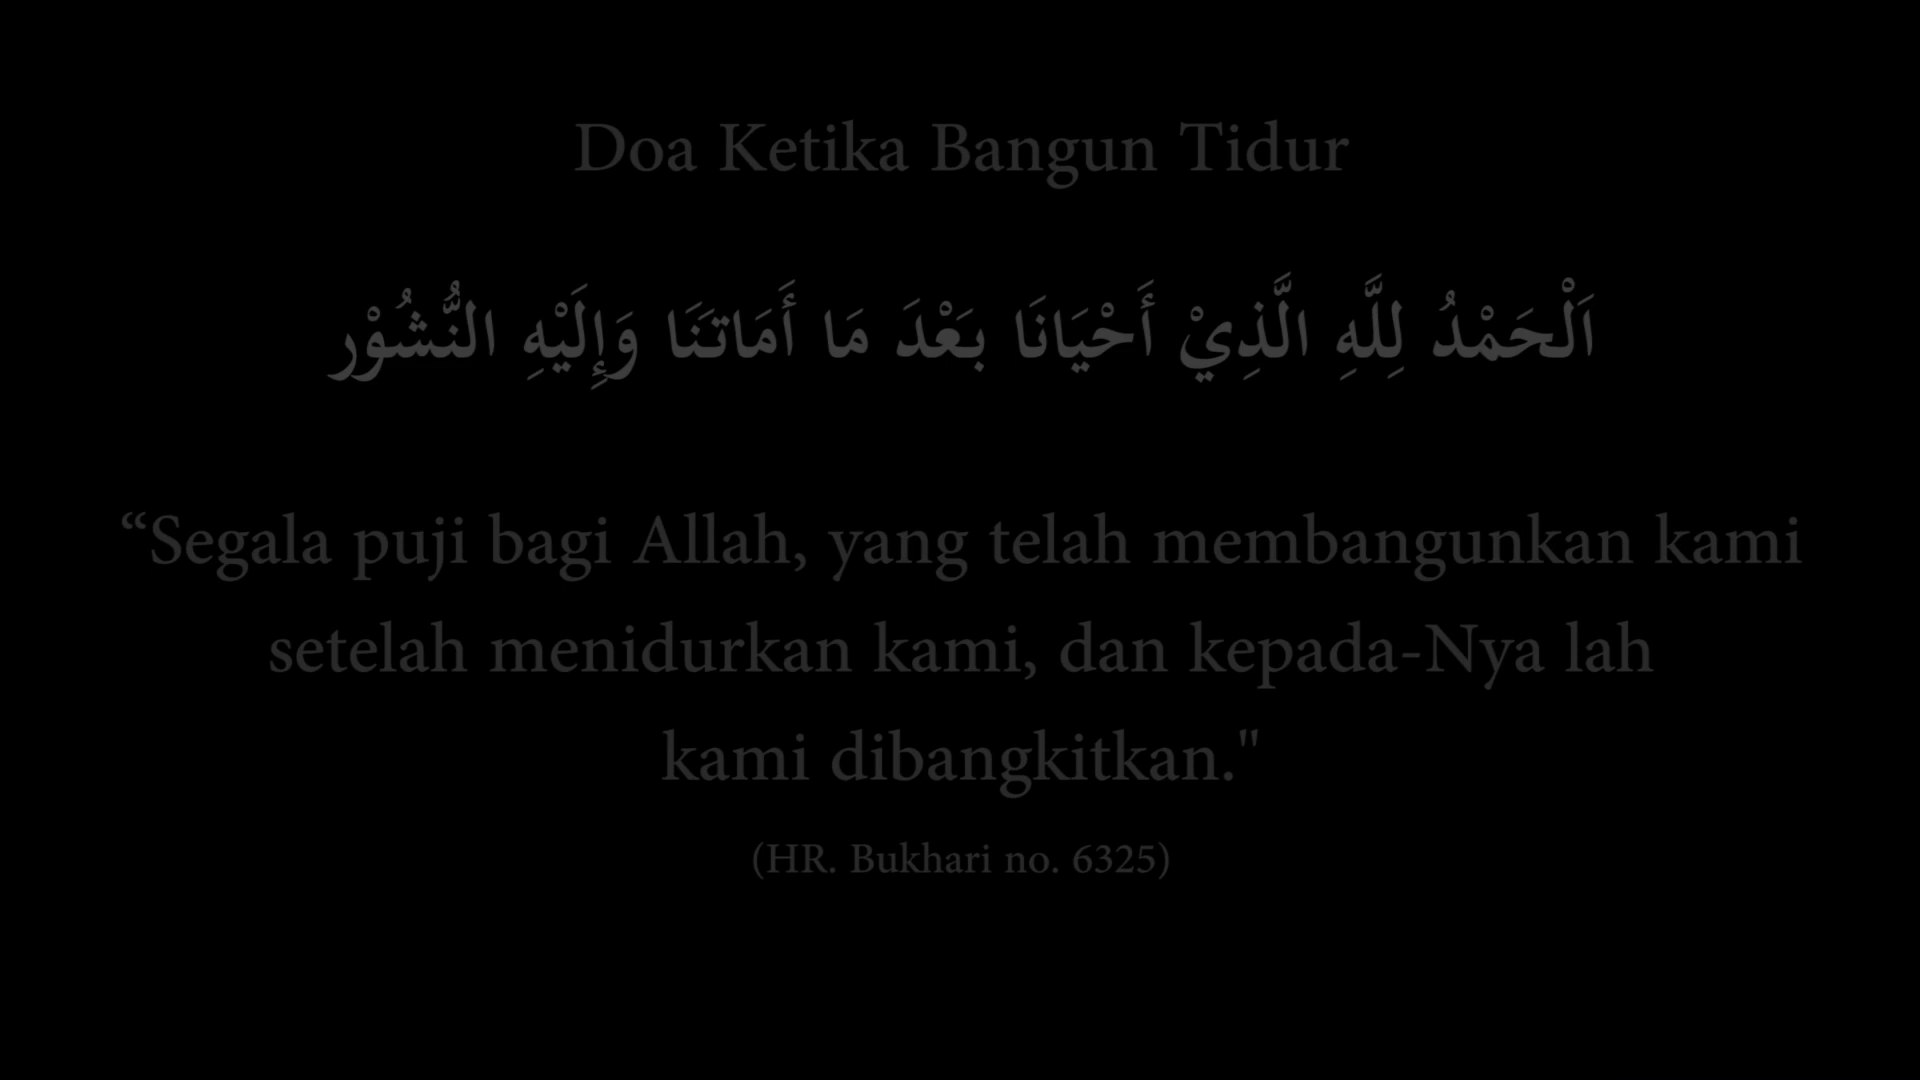 Doa Ketika Bangun Tidur
اَلْحَمْدُ لِلَّهِ الَّذِيْ أَحْيَانَا بَعْدَ مَا أَمَاتَنَا وَإِلَيْهِ النُّشُوْر
“Segala puji bagi Allah, yang telah membangunkan kami
setelah menidurkan kami, dan kepada-Nya lah
kami dibangkitkan."
(HR. Bukhari no. 6325)